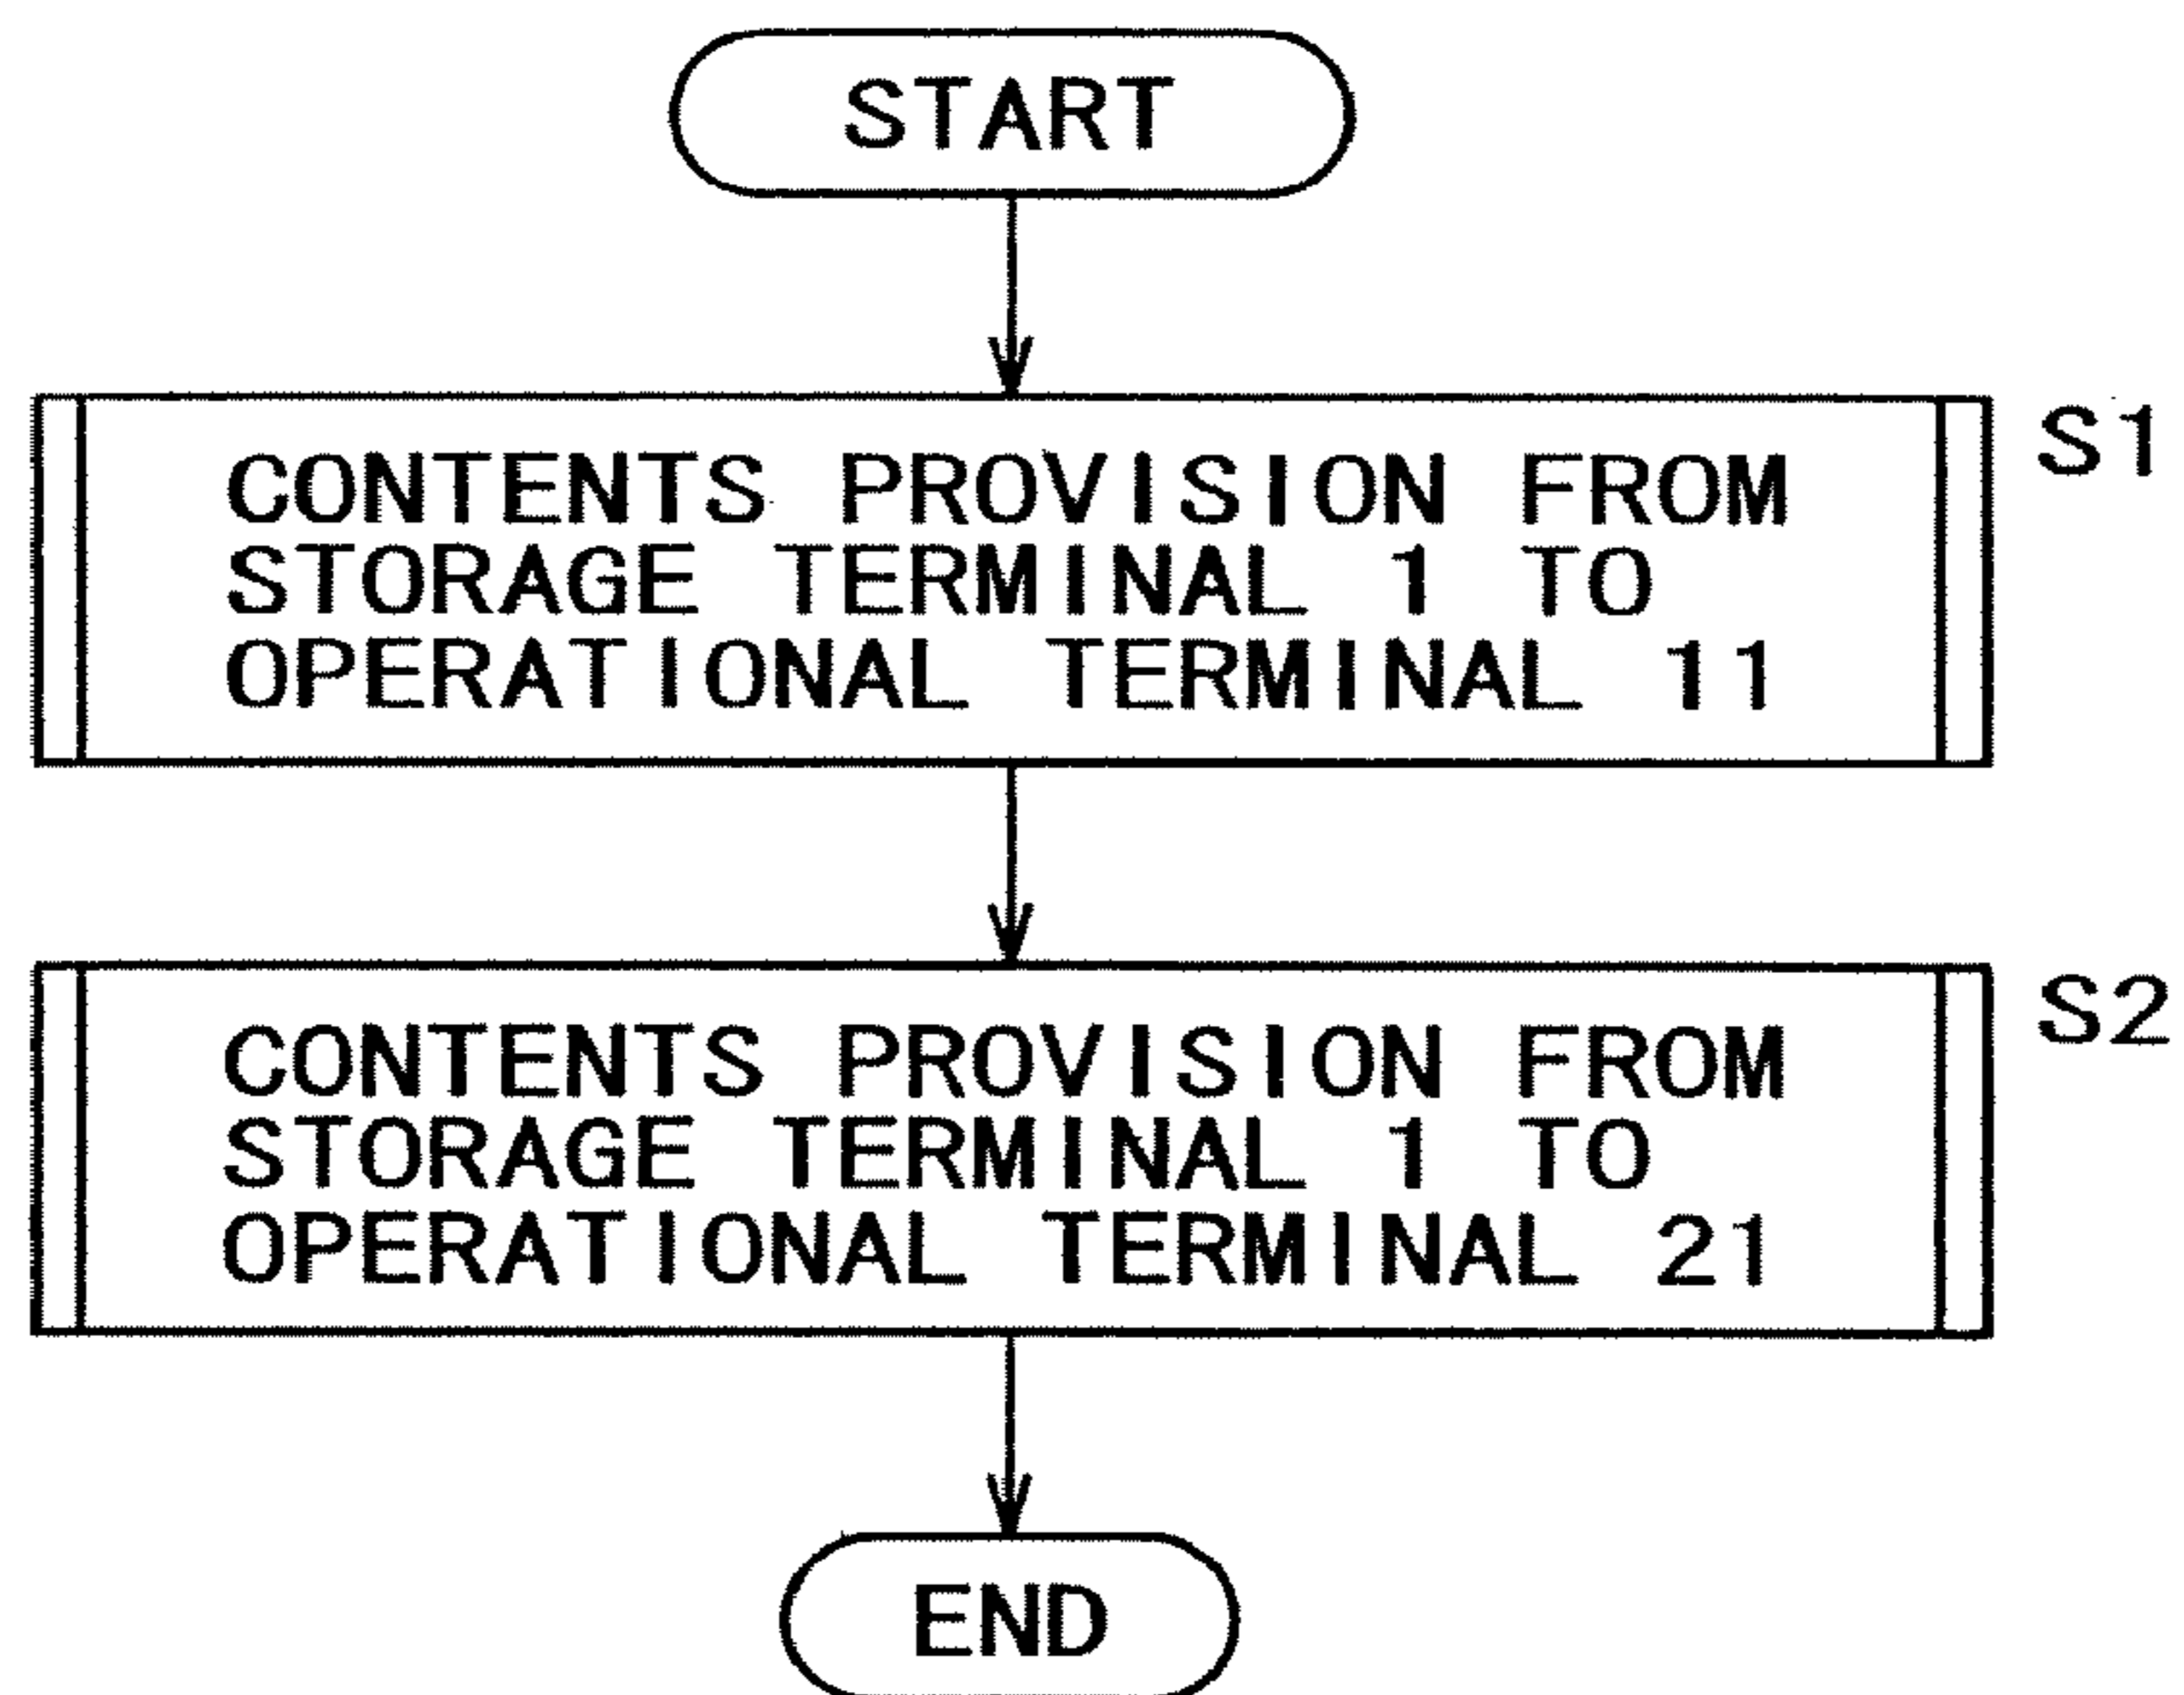 START
S1
CONTENTS PROVISION FROM
STORAGE TERMINAL 1 TO
OPERATIONAL TERMINAL 11
S2
CONTENTS PROVISION FROM
STORAGE TERMINAL 1 TO
OPERATIONAL TERMINAL 21
END